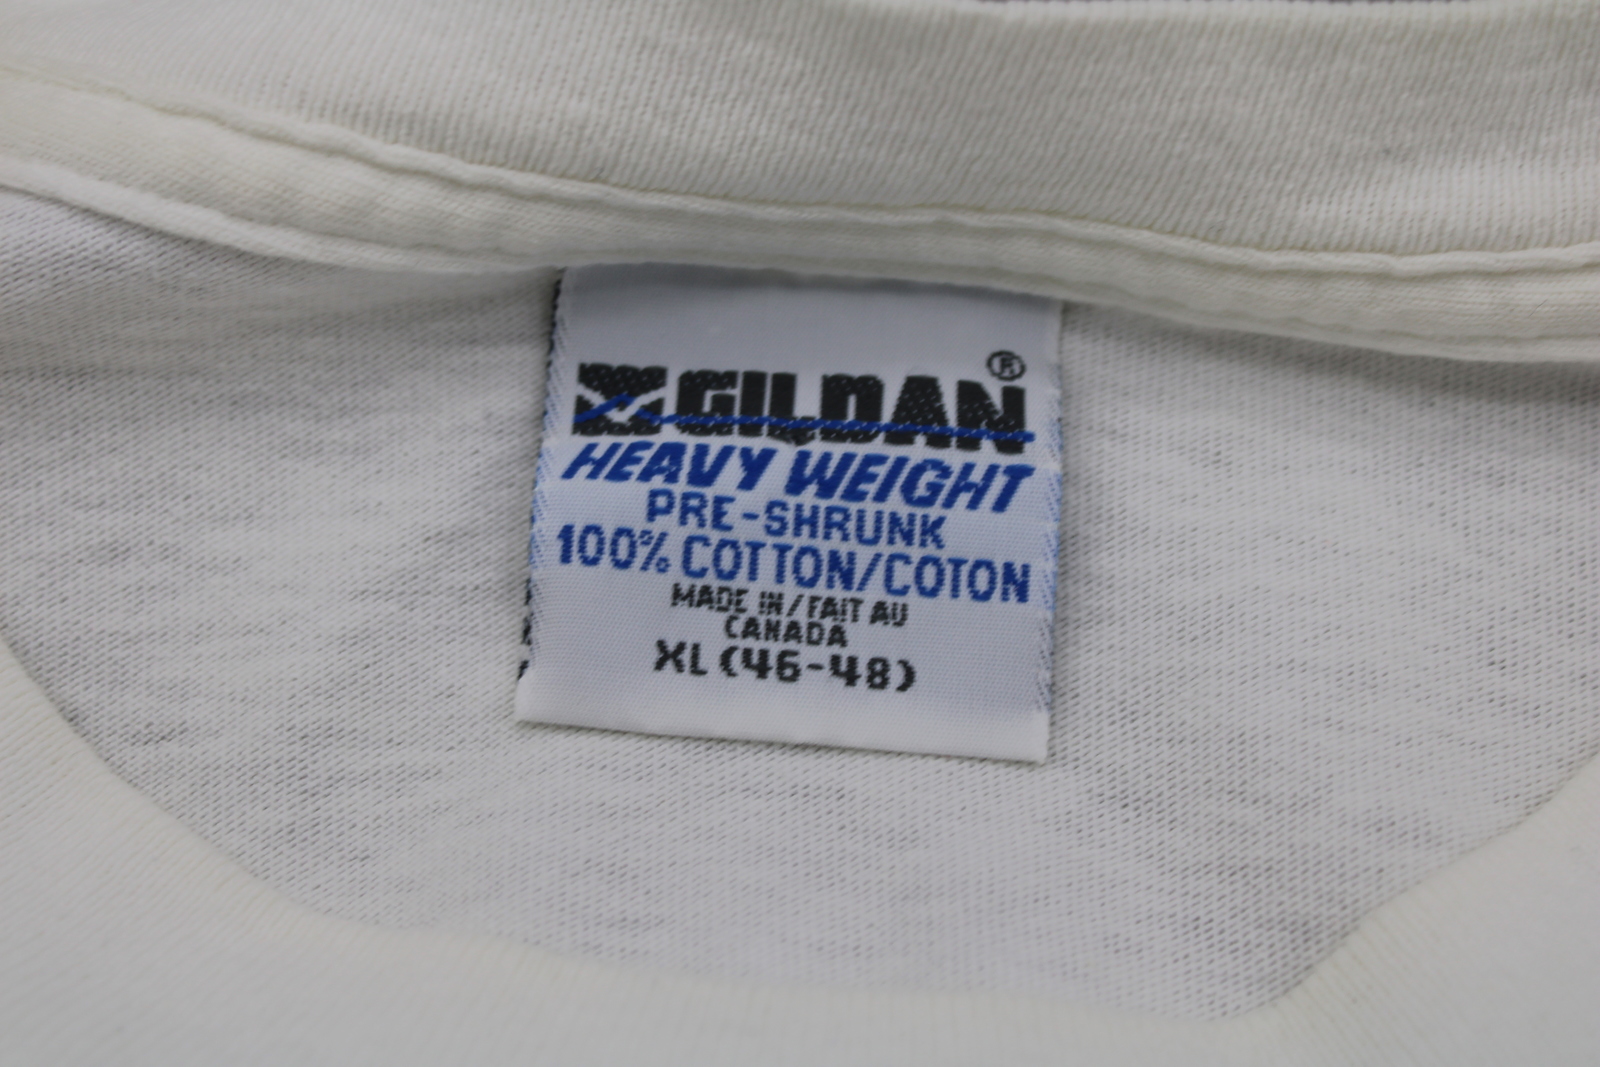 GILDAN®
HEAVY WEIGHT
PRE-SHRUNK
100% COTTON/COTON
MADE IN/FAIT AU
CANADA
XL (46-48)